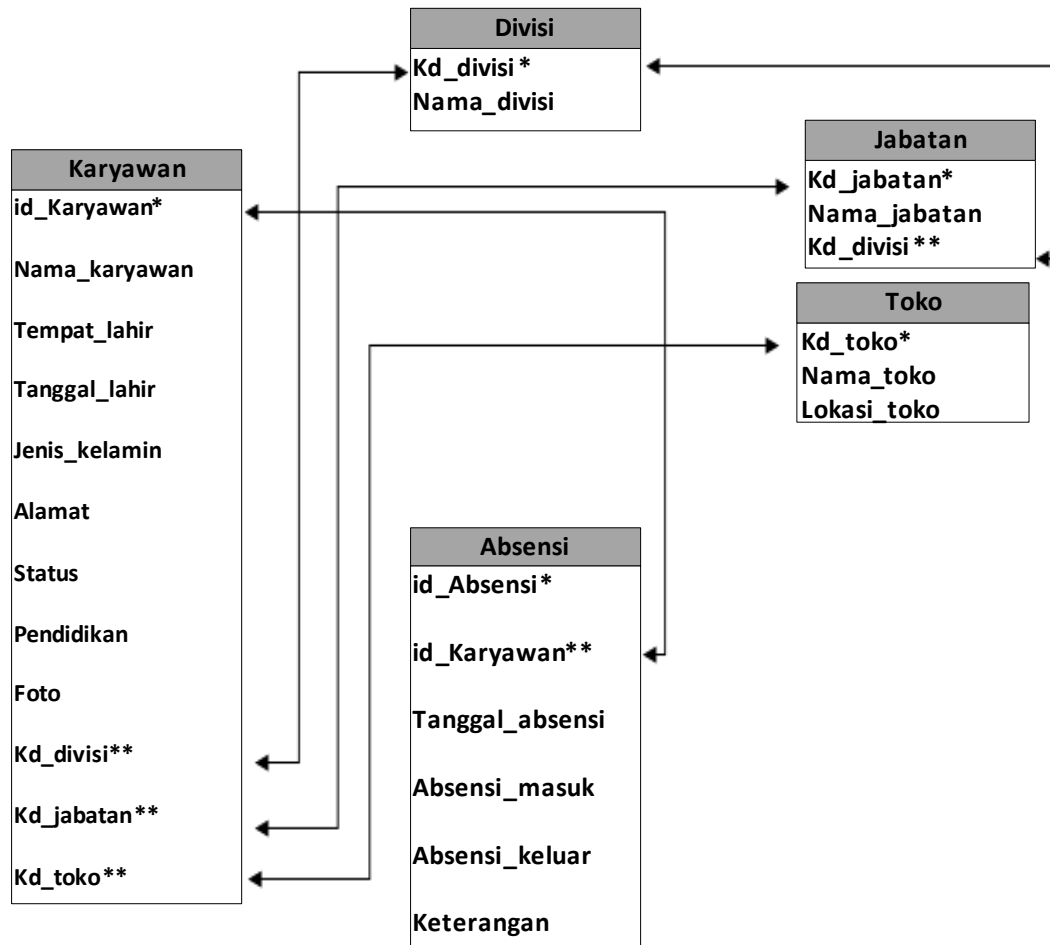 Divisi
Kd_divisi*
Nama_divisi
Jabatan
Kd_jabatan*
Nama_jabatan
Kd_divisi**
Karyawan
id_Karyawan*
Nama_karyawan
Tempat_lahir
Tanggal_lahir
Jenis_kelamin
Alamat
Status
Pendidikan
Foto
Kd_divisi**
Kd_jabatan**
Kd_toko**
Toko
Kd_toko*
Nama_toko
Lokasi_toko
Absensi
id_Absensi*
id_Karyawan**
Tanggal_absensi
Absensi_masuk
Absensi_keluar
Keterangan